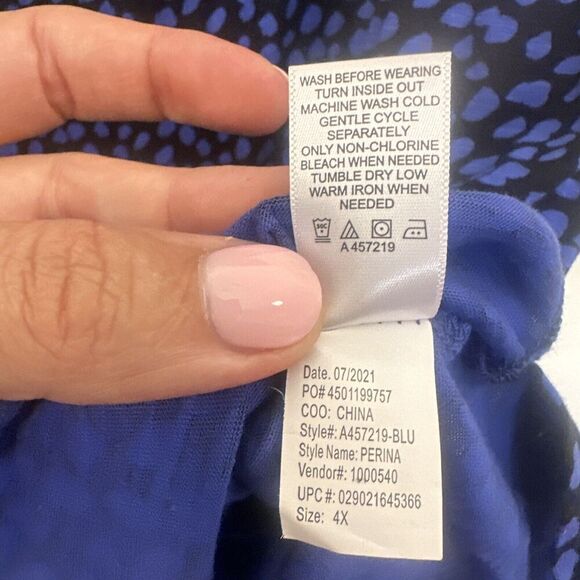 WASH BEFORE WEARING
TURN INSIDE OUT
MACHINE WASH COLD
GENTLE CYCLE
SEPARATELY
ONLY NON-CHLORINE
BLEACH WHEN NEEDED
TUMBLE DRY LOW
WARM IRON WHEN
NEEDED
A 457219
Date. 07/2021
PO# 4501199757
COO: CHINA
Style#: A457219-BLU
Style Name: PERINA
Vendor#: 1000540
UPC #: 029021645366
Size: 4X